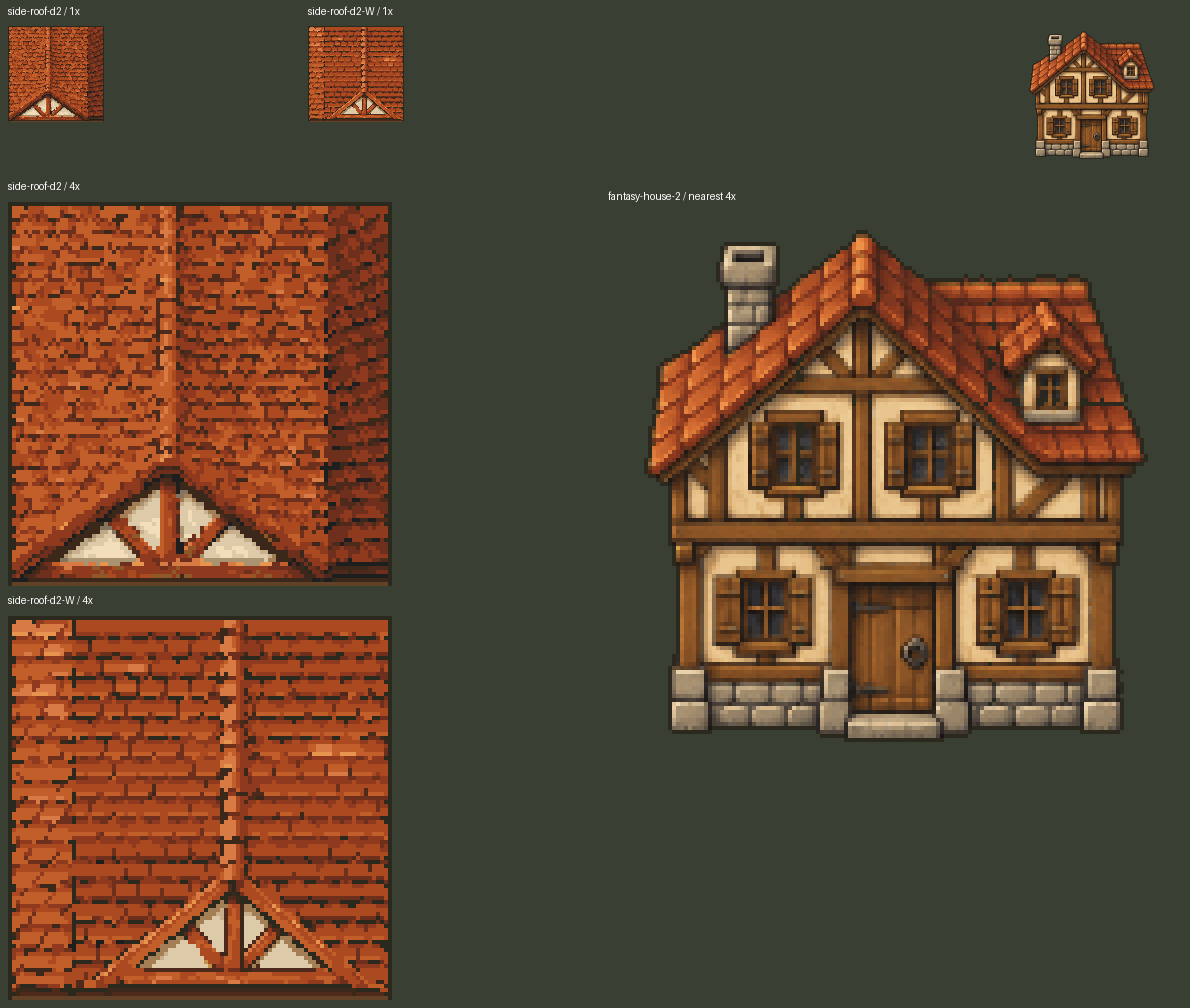 side-roof-d2 / 1x
side-roof-d2-W / 1x
side-roof-d2 / 4x
fantasy-house-2 / nearest 4x
side-roof-d2-W / 4x